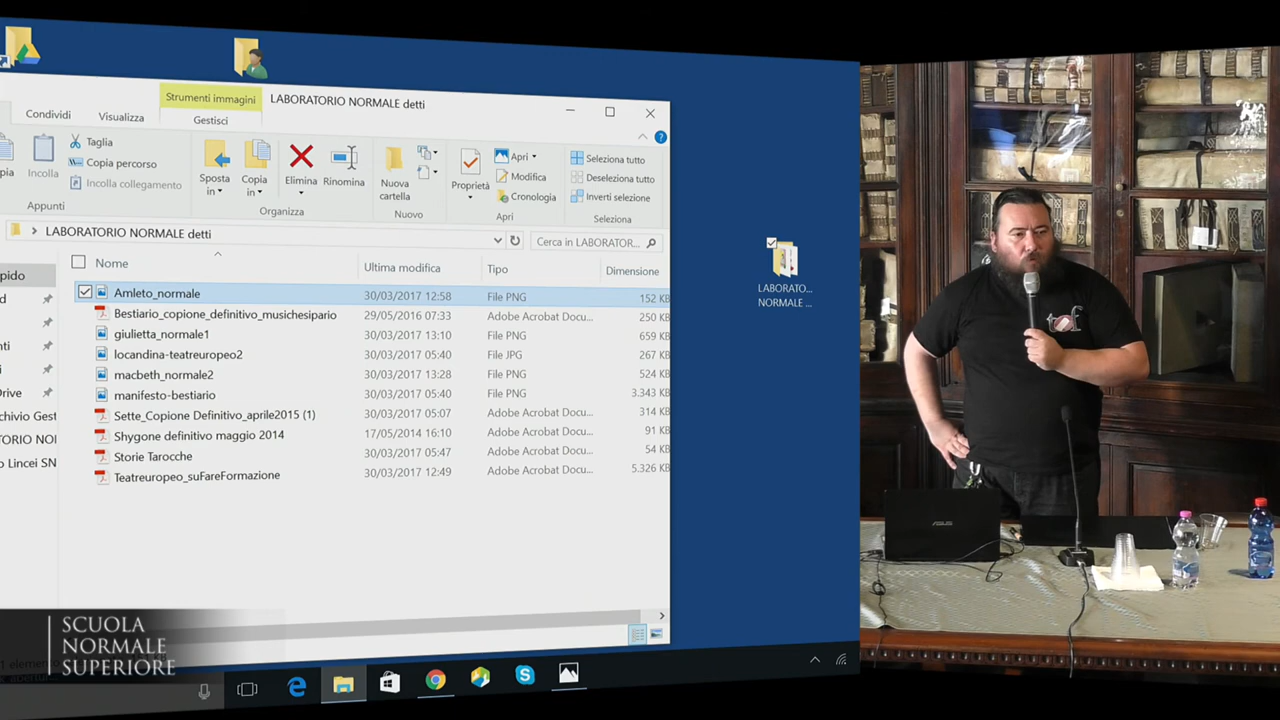 Strumenti immagini
LABORATORIO NORMALE detti
Condividi
Visualizza
Gestisci
Incolla
Taglia
Copia percorso
Incolla collegamento
Appunti
Sposta in
Copia in
Elimina
Rinomina
Organizza
Nuova cartella
Nuovo
Proprietà
Apri
Modifica
Cronologia
Apri
Seleziona tutto
Deseleziona tutto
Inverti selezione
Seleziona
LABORATORIO NORMALE detti
Cerca in LABORATOR...
Nome
Ultima modifica
Tipo
Dimensione
Amleto_normale 30/03/2017 12:58 File PNG 152 KB
Bestiario_copione_definitivo_musichesipario 29/05/2016 07:33 Adobe Acrobat Docu... 250 KB
giulietta_normale1 30/03/2017 13:10 File PNG 659 KB
locandina-teatreuropeo2 30/03/2017 05:40 File JPG 267 KB
macbeth_normale2 30/03/2017 13:28 File PNG 524 KB
manifesto-bestiario 30/03/2017 05:40 File PNG 3.343 KB
Sette_Copione Definitivo_aprile2015 (1) 30/03/2017 05:07 Adobe Acrobat Docu... 314 KB
Shygone definitivo maggio 2014 17/05/2014 16:10 Adobe Acrobat Docu... 91 KB
Storie Tarocche 30/03/2017 05:47 Adobe Acrobat Docu... 54 KB
Teatreuropeo_suFareFormazione 30/03/2017 12:49 Adobe Acrobat Docu... 5.326 KB
LABORATO...
NORMALE ...
SCUOLA
NORMALE
SUPERIORE
tof
ASUS